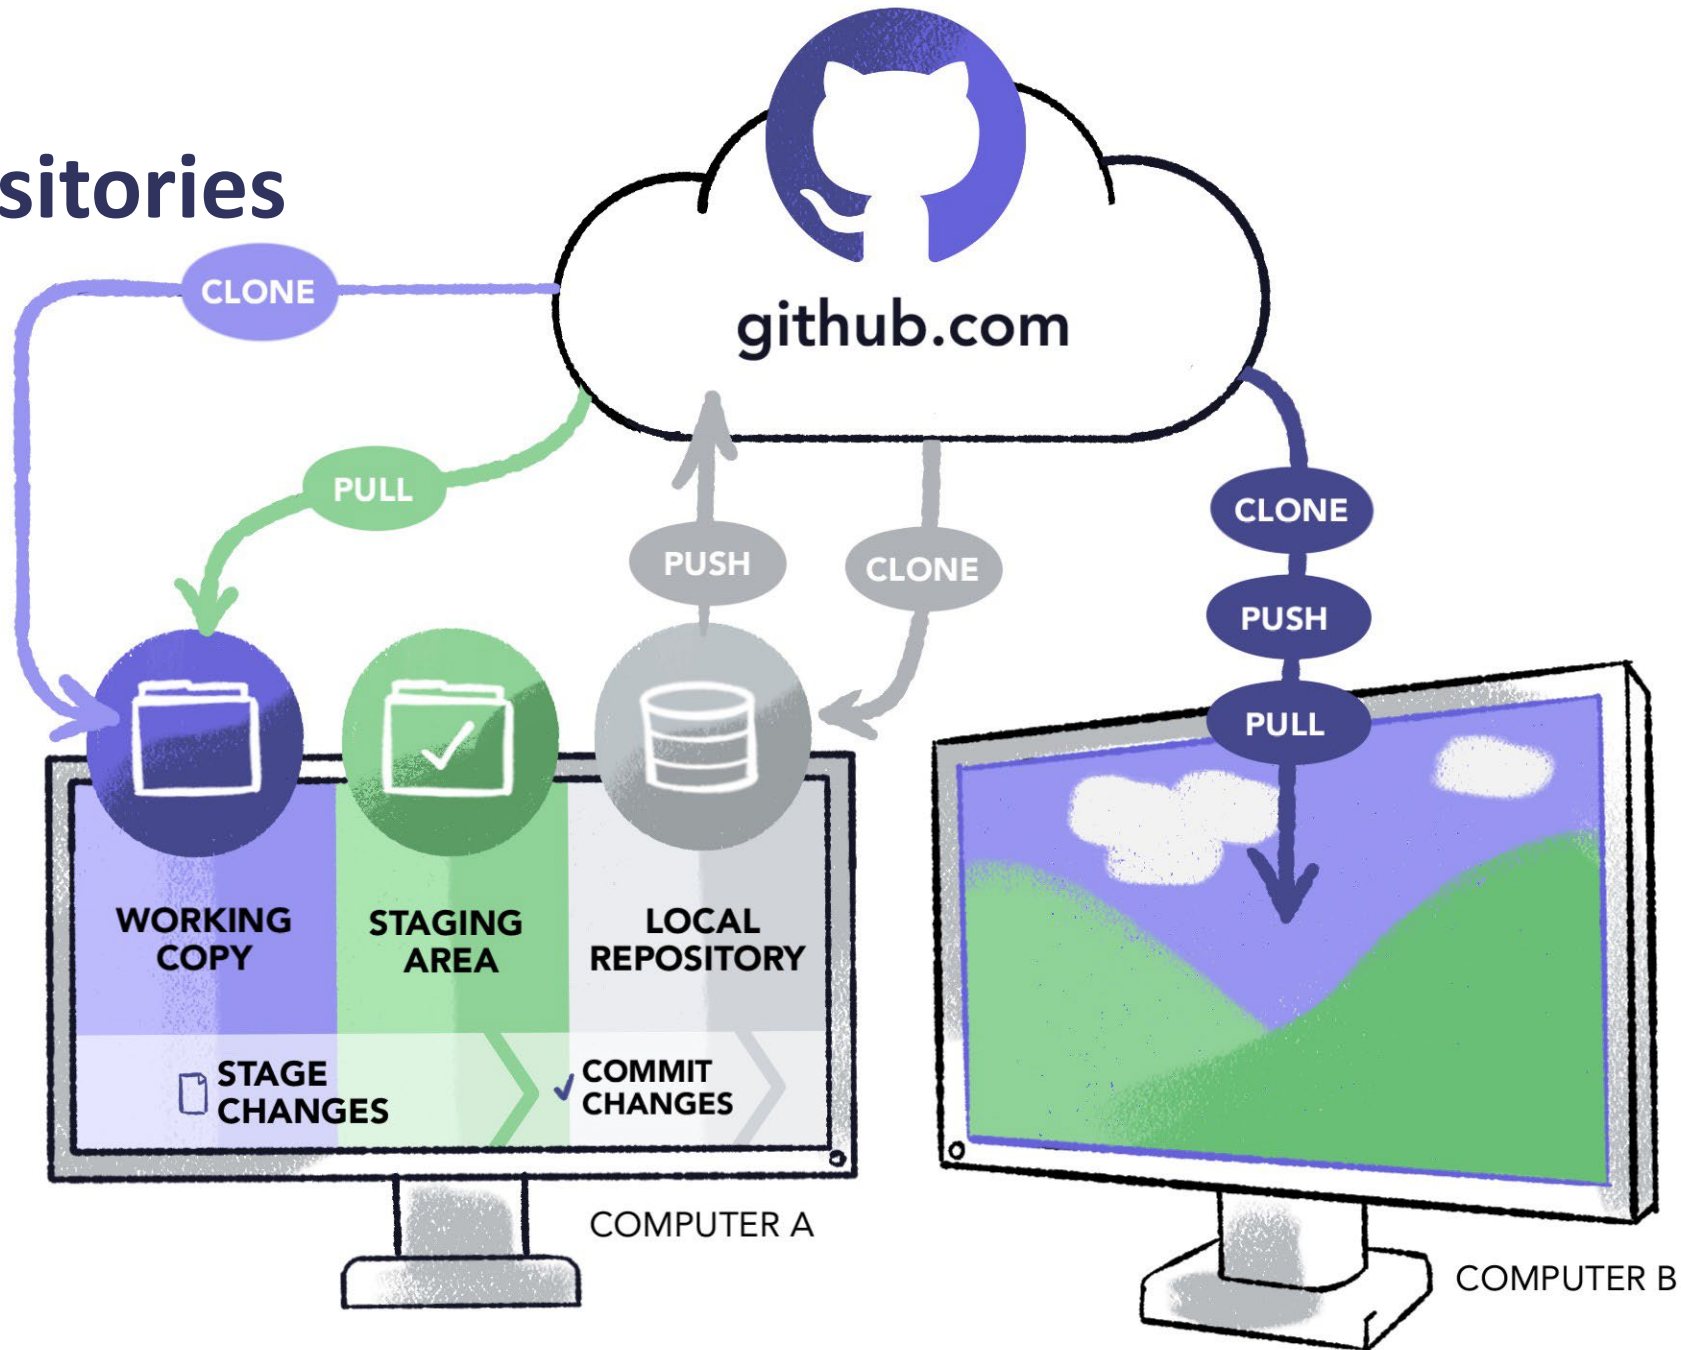 sitories
CLONE
github.com
PULL
PUSH
CLONE
CLONE
PUSH
PULL
WORKING
COPY
STAGING
AREA
LOCAL
REPOSITORY
STAGE
CHANGES
COMMIT
CHANGES
COMPUTER A
COMPUTER B